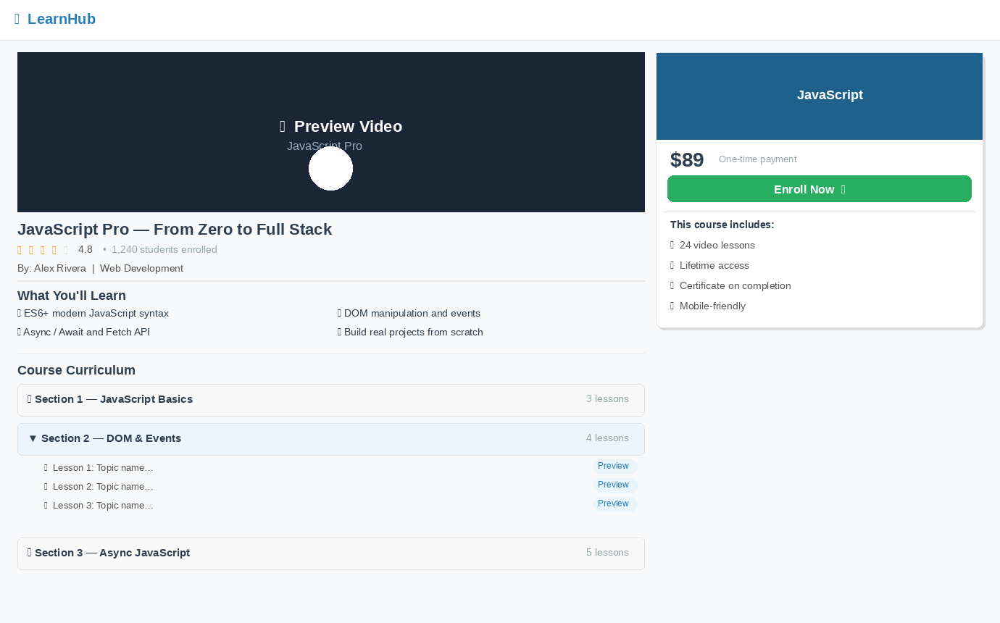 LearnHub
Preview Video
JavaScript Pro
JavaScript Pro — From Zero to Full Stack
4.8 • 1,240 students enrolled
By: Alex Rivera | Web Development
What You'll Learn
ES6+ modern JavaScript syntax
DOM manipulation and events
Async / Await and Fetch API
Build real projects from scratch
Course Curriculum
Section 1 — JavaScript Basics
3 lessons
▼ Section 2 — DOM & Events
4 lessons
Lesson 1: Topic name…
Preview
Lesson 2: Topic name…
Preview
Lesson 3: Topic name…
Preview
Section 3 — Async JavaScript
5 lessons
JavaScript
$89 One-time payment
Enroll Now
This course includes:
24 video lessons
Lifetime access
Certificate on completion
Mobile-friendly